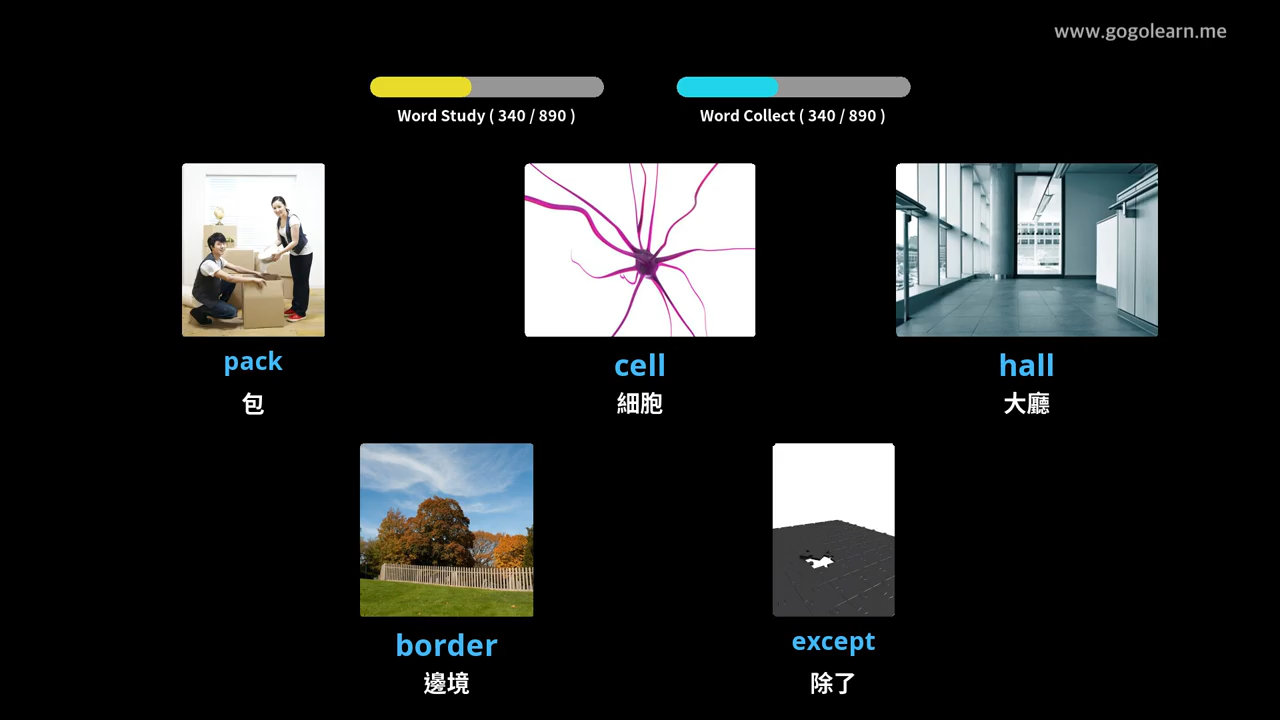 www.gogolearn.me
Word Study ( 340 / 890 )
Word Collect ( 340 / 890 )
pack
包
cell
細胞
hall
大廳
border
邊境
except
除了